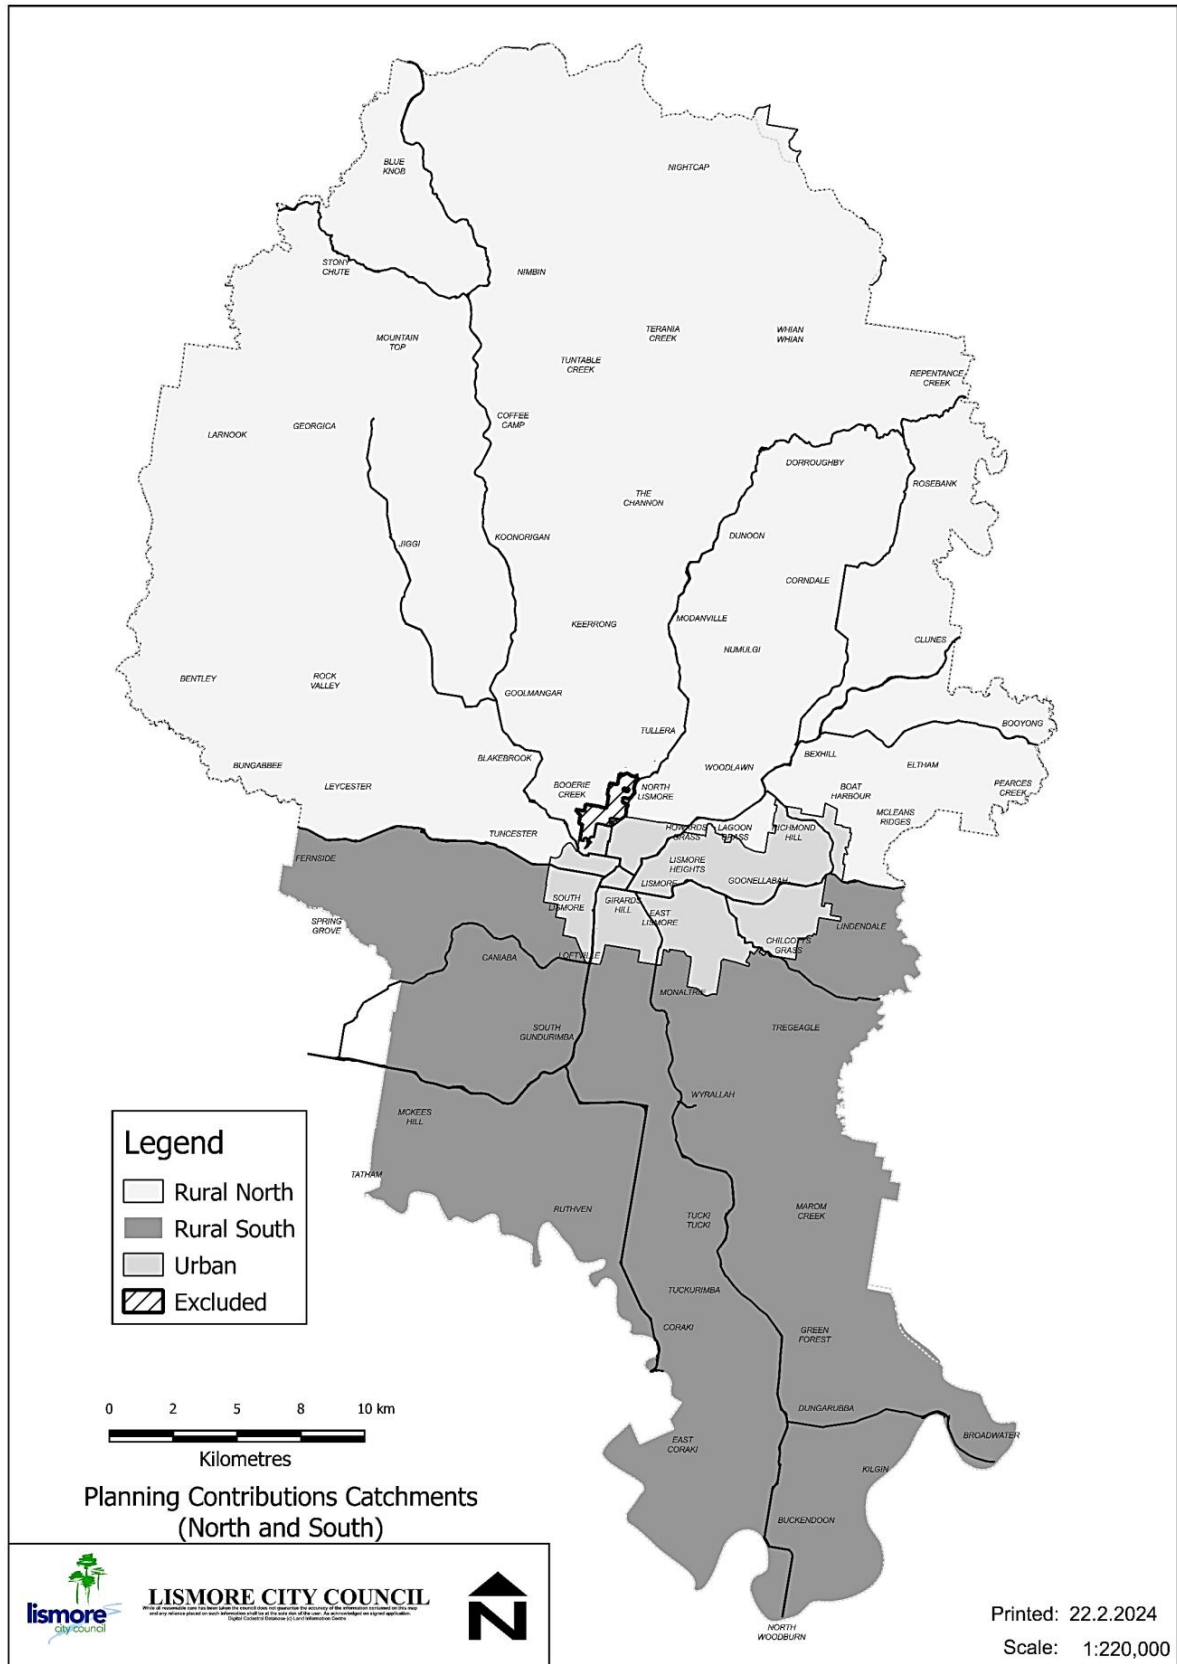 BLUE
KNOB
NIGHTCAP
STONY
CHUTE
NIMBIN
MOUNTAIN
TOP
TERANIA
CREEK
WHIAN
WHIAN
TUNTABLE
CREEK
REPENTANCE
CREEK
LARNOOK
GEORGICA
COFFEE
CAMP
DORROUGHBY
ROSEBANK
THE
CHANNON
JIGGI
KOONORIGAN
DUNOON
CORNDALE
KEERRONG
MODANVILLE
NUMULGI
CLUNES
BENTLEY
ROCK
VALLEY
GOOLMANGAR
TULLERA
BOOYONG
BUNGABBEE
LEYCESTER
BLAKEBROOK
BOOERIE
CREEK
NORTH
LISMORE
WOODLAWN
BEXHILL
ELTHAM
BOAT
HARBOUR
PEARCES
CREEK
MCLEANS
RIDGES
TUNCESTER
HOWARDS
GRASS
LAGOON
GRASS
RICHMOND
HILL
FERNSIDE
LISMORE
HEIGHTS
LISMORE
GOONELLABAH
SOUTH
LISMORE
GIRARDS
HILL
EAST
LISMORE
SPRING
GROVE
LINDENDALE
CHILCOTTS
GRASS
CANIABA
LOFTVILLE
MONALTRIE
SOUTH
GUNDURIMBA
TREGEAGLE
WYRALLAH
MCKEES
HILL
TATHAM
RUTHVEN
TUCKI
TUCKI
MAROM
CREEK
TUCKURIMBA
CORAKI
GREEN
FOREST
DUNGARUBBA
EAST
CORAKI
BROADWATER
KILGIN
BUCKENDOON
NORTH
WOODBURN
Legend
Rural North
Rural South
Urban
Excluded
0 2 5 8 10 km
Kilometres
Planning Contributions Catchments
(North and South)
lismore
city council
LISMORE CITY COUNCIL
N
Printed: 22.2.2024
Scale: 1:220,000